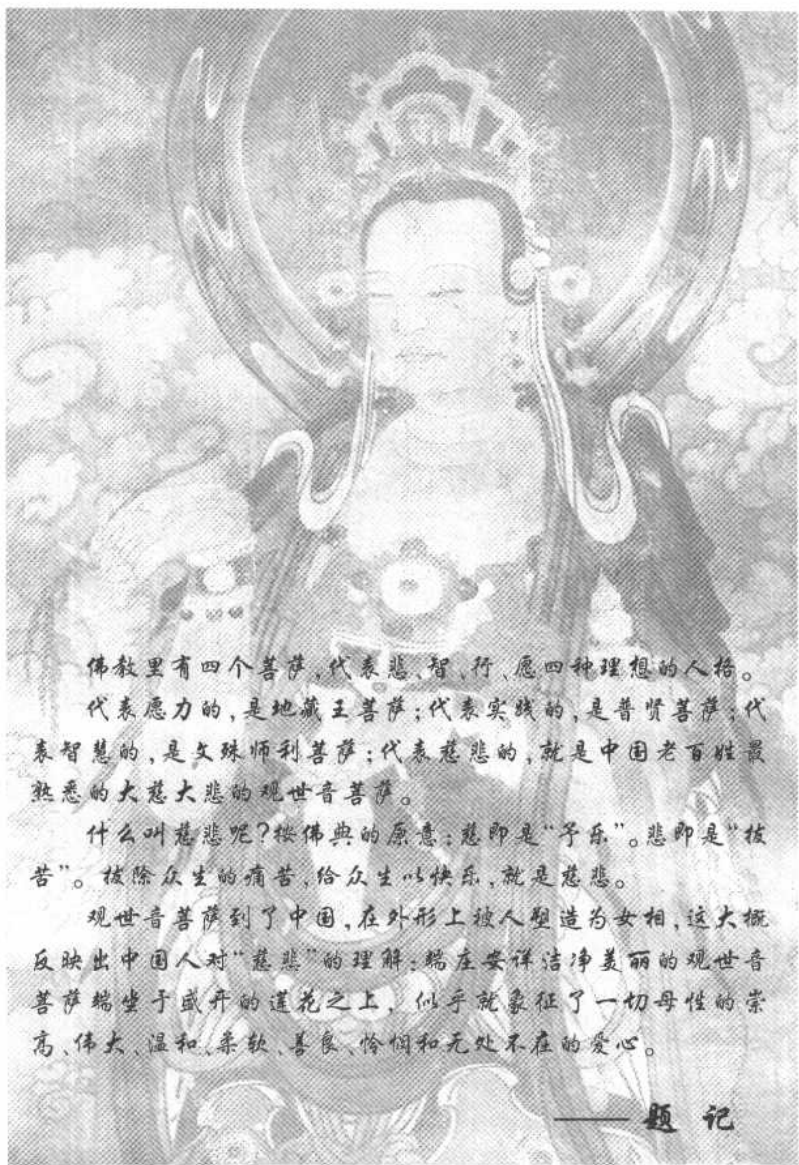 佛教里有四个菩萨,代表悲、智、行、愿四种理想的人格。
代表愿力的,是地藏王菩萨;代表实践的,是普贤菩萨;代
表智慧的,是文殊师利菩萨;代表慈悲的,就是中国老百姓最
熟悉的大慈大悲的观世音菩萨。
什么叫慈悲呢?按佛典的原意:慈即是“予乐”。悲即是“拔
苦”。拔除众生的痛苦,给众生以快乐,就是慈悲。
观世音菩萨到了中国,在外形上被人塑造为女相,这大概
反映出中国人对“慈悲”的理解:端庄安详洁净美丽的观世音
菩萨端坐于盛开的莲花之上,似乎就象征了一切母性的崇
高、伟大、温和、柔软、善良、怜悯和无处不在的爱心。
——题 记